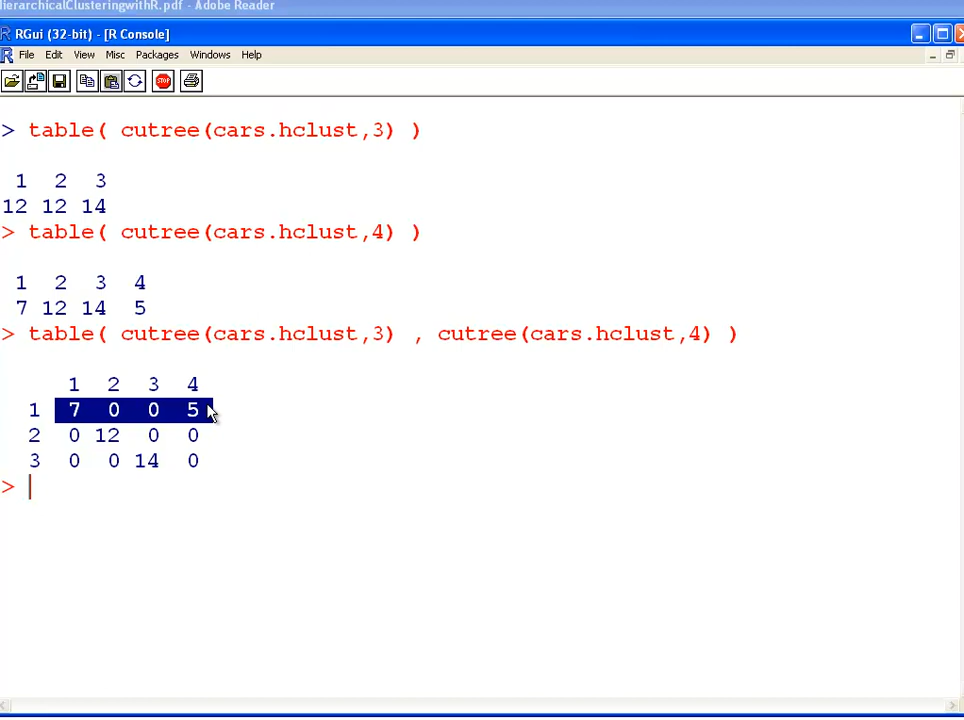 HierarchicalClusteringwithR.pdf - Adobe Reader
RGui (32-bit) - [R Console]
File Edit View Misc Packages Windows Help
STOP
> table( cutree(cars.hclust,3) )
1 2 3
12 12 14
> table( cutree(cars.hclust,4) )
1 2 3 4
7 12 14 5
> table( cutree(cars.hclust,3) , cutree(cars.hclust,4) )
1 2 3 4
1 7 0 0 5
2 0 12 0 0
3 0 0 14 0
>